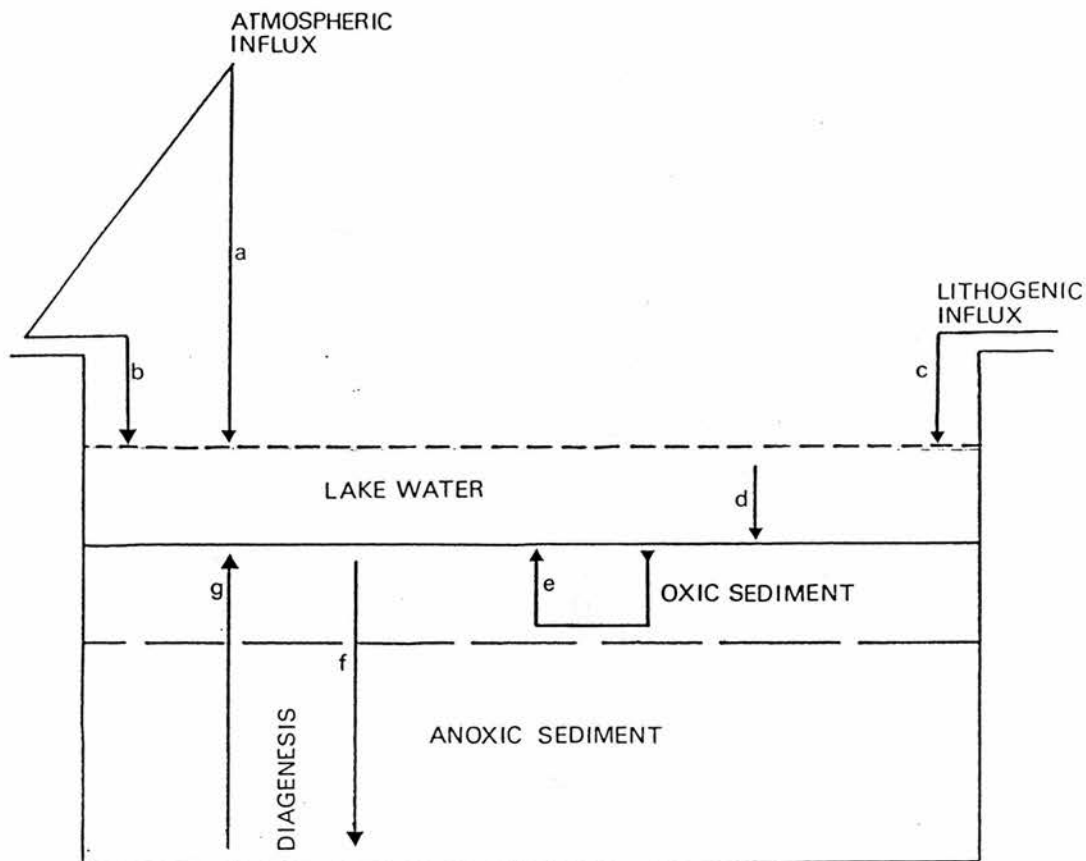 ATMOSPHERIC
INFLUX
a
LITHOGENIC
INFLUX
b
c
LAKE WATER
d
g
e
OXIC SEDIMENT
f
ANOXIC SEDIMENT
DIAGENESIS